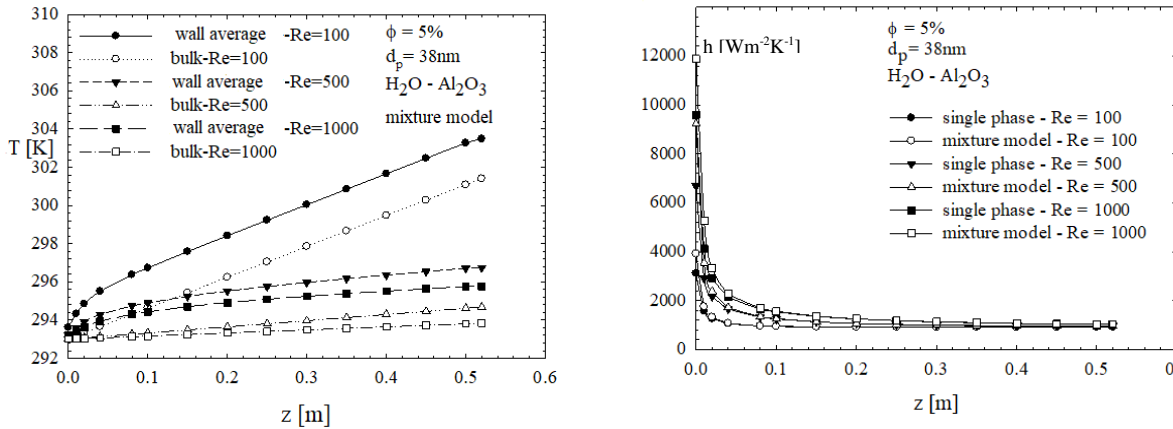 310
308
306
304
T [K]
302
300
298
296
294
292
0.0 0.1 0.2 0.3 0.4 0.5 0.6
z [m]
wall average -Re=100
bulk-Re=100
wall average -Re=500
bulk-Re=500
wall average -Re=1000
bulk-Re=1000
ϕ = 5%
dp= 38nm
H2O - Al2O3
mixture model
h [Wm-2K-1]
12000
10000
8000
6000
4000
2000
0
0.0 0.1 0.2 0.3 0.4 0.5
z [m]
ϕ = 5%
dp = 38nm
H2O - Al2O3
single phase - Re = 100
mixture model - Re = 100
single phase - Re = 500
mixture model - Re = 500
single phase - Re = 1000
mixture model - Re = 1000